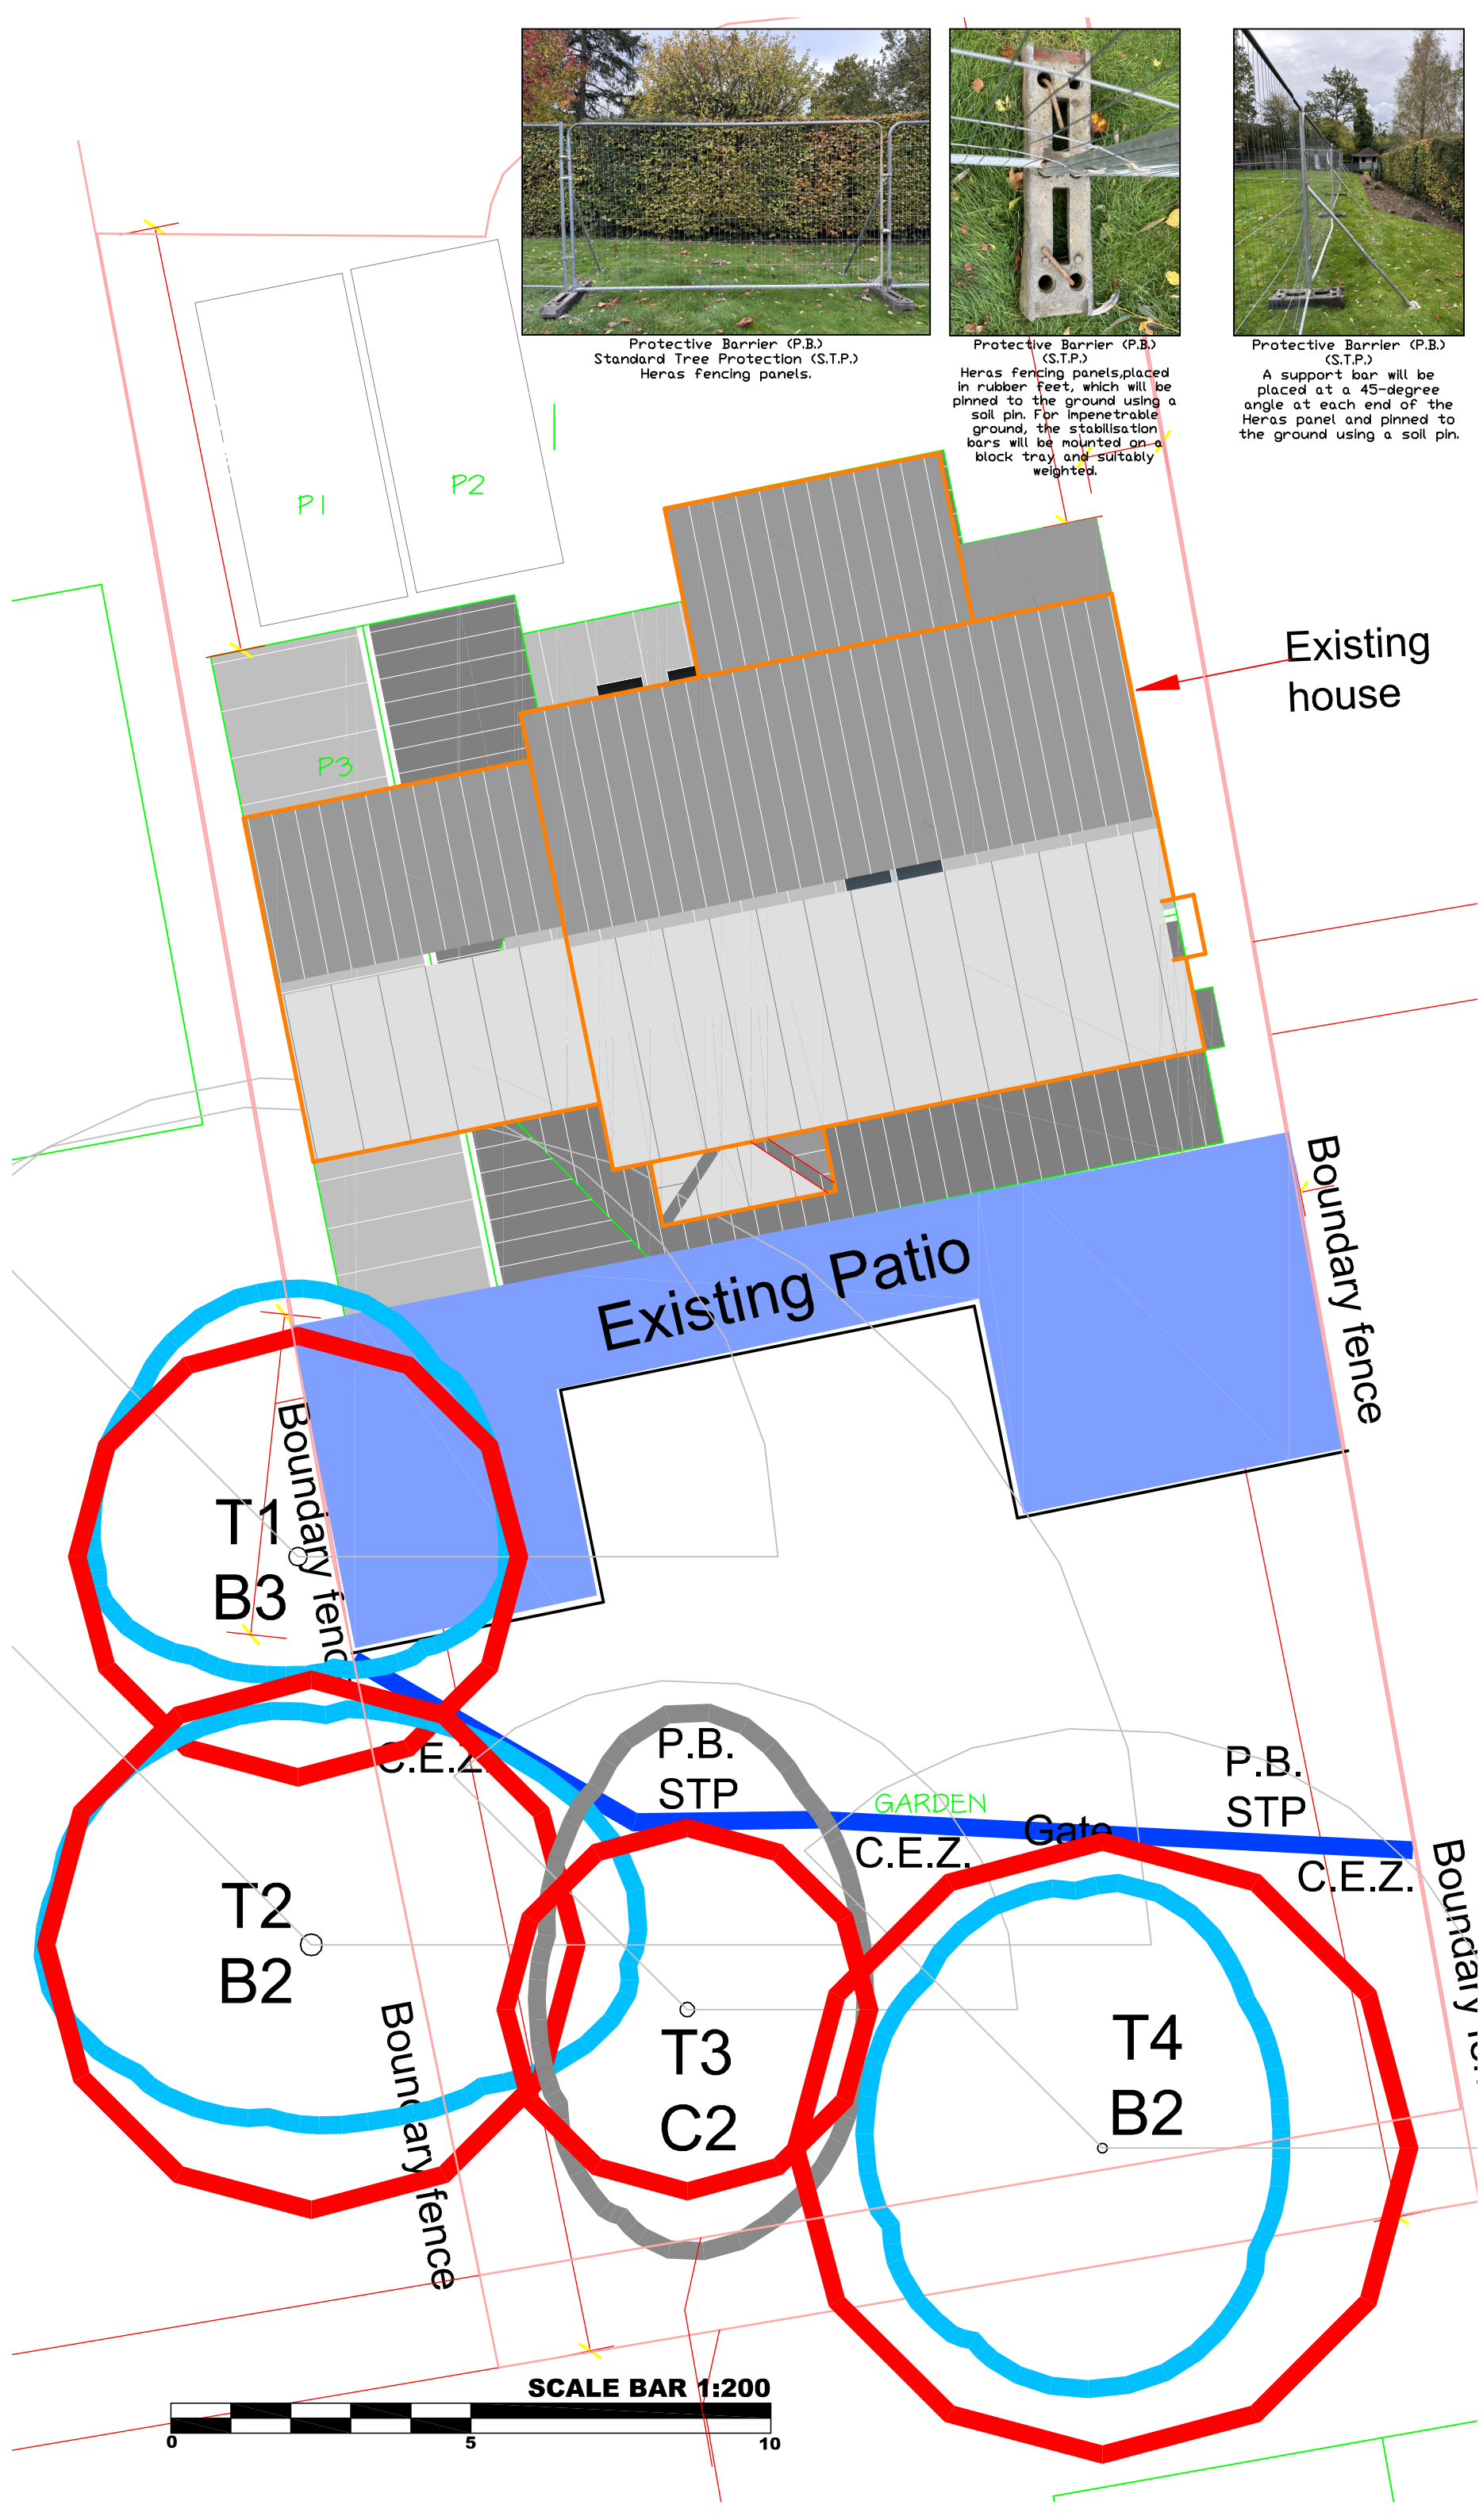 Protective Barrier (P.B.)
Standard Tree Protection (S.T.P.)
Heras fencing panels.
Protective Barrier (P.B.)
(S.T.P.)
Heras fencing panels,placed
in rubber feet, which will be
pinned to the ground using a
soil pin. For impenetrable
ground, the stabilisation
bars will be mounted on a
block tray and suitably
weighted.
Protective Barrier (P.B.)
(S.T.P.)
A support bar will be
placed at a 45-degree
angle at each end of the
Heras panel and pinned to
the ground using a soil pin.
P1
P2
Existing
house
P3
Boundary fence
Existing Patio
Boundary fence
T1
B3
C.E.Z.
P.B.
STP
GARDEN
P.B.
STP
Gate
C.E.Z.
C.E.Z.
Boundary
T2
B2
Boundary fence
T3
C2
T4
B2
SCALE BAR 1:200
0 5 10